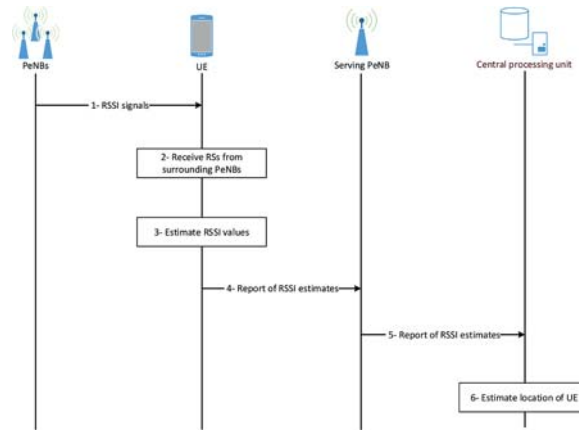 PeNBs
UE
Serving PeNB
Central processing unit
1- RSSI signals
2- Receive RSs from
surrounding PeNBs
3- Estimate RSSI values
4- Report of RSSI estimates
5- Report of RSSI estimates
6- Estimate location of UE